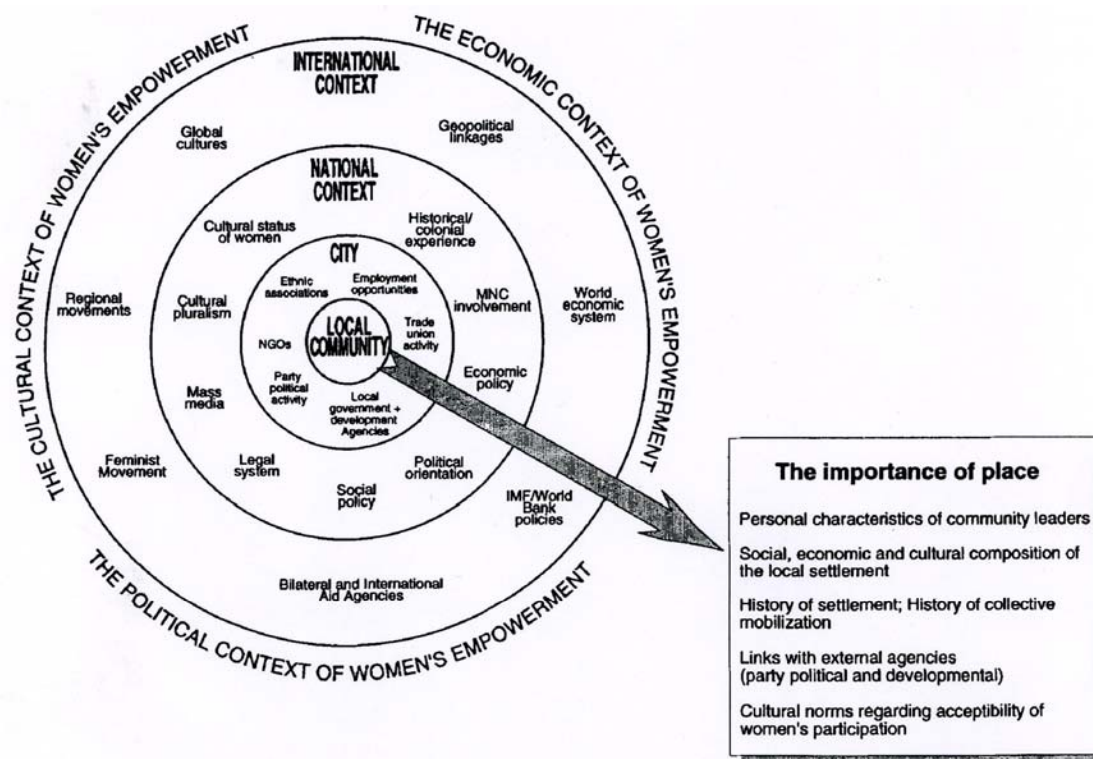 THE CULTURAL CONTEXT OF WOMEN'S EMPOWERMENT
THE ECONOMIC CONTEXT OF WOMEN'S EMPOWERMENT
THE POLITICAL CONTEXT OF WOMEN'S EMPOWERMENT
INTERNATIONAL
CONTEXT
Global
cultures
Geopolitical
linkages
Regional
movements
World
economic
system
Feminist
Movement
IMF/World
Bank
policies
Bilateral and International
Aid Agencies
NATIONAL
CONTEXT
Cultural status
of women
Historical/
colonial
experience
Cultural
pluralism
MNC
involvement
Mass
media
Economic
policy
Legal
system
Social
policy
Political
orientation
CITY
Ethnic
associations
Employment
opportunities
NGOs
Trade
union
activity
Party
political
activity
Local
government +
development
Agencies
LOCAL
COMMUNITY
The importance of place
Personal characteristics of community leaders
Social, economic and cultural composition of
the local settlement
History of settlement; History of collective
mobilization
Links with external agencies
(party political and developmental)
Cultural norms regarding acceptibility of
women's participation